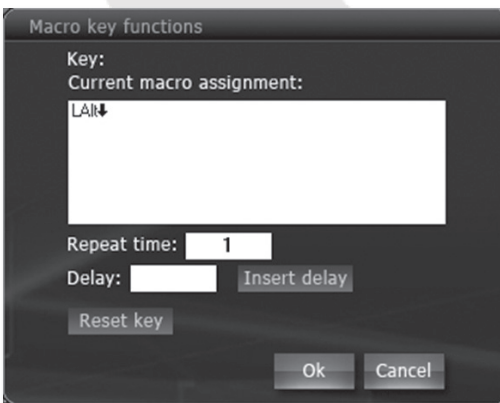 Macro key functions
Key:
Current macro assignment:
LAlt⬇
Repeat time: 1
Delay: Insert delay
Reset key
Ok Cancel